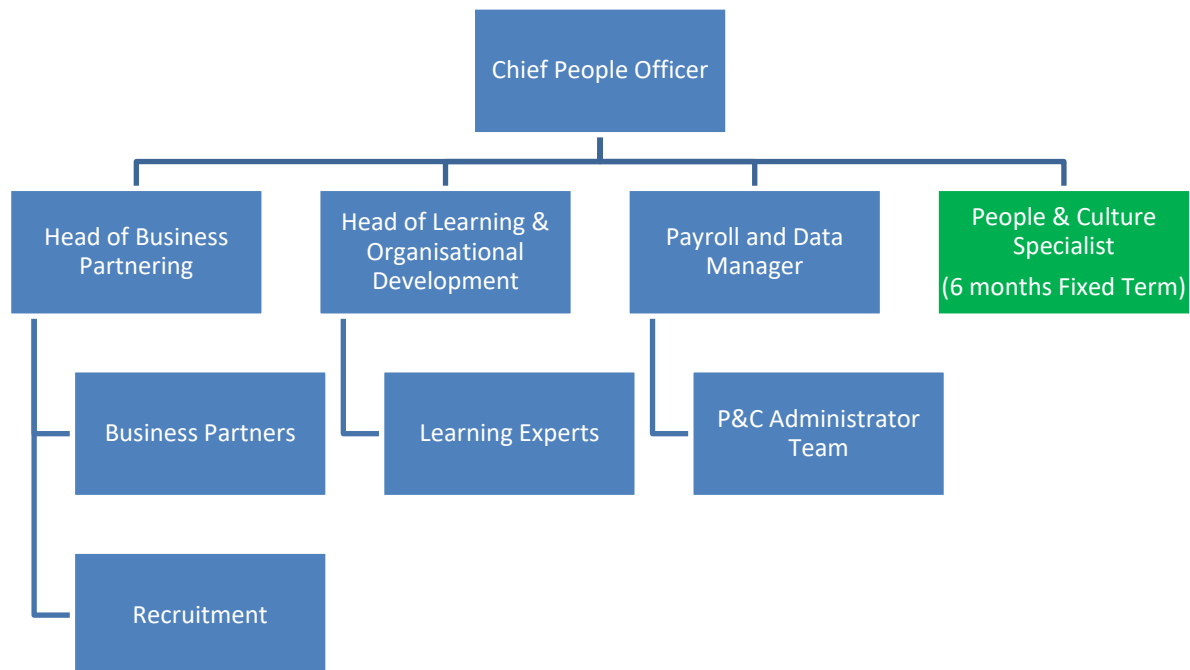 Chief People Officer
Head of Business
Partnering
Head of Learning &
Organisational
Development
Payroll and Data
Manager
People & Culture
Specialist
(6 months Fixed Term)
Business Partners
Learning Experts
P&C Administrator
Team
Recruitment